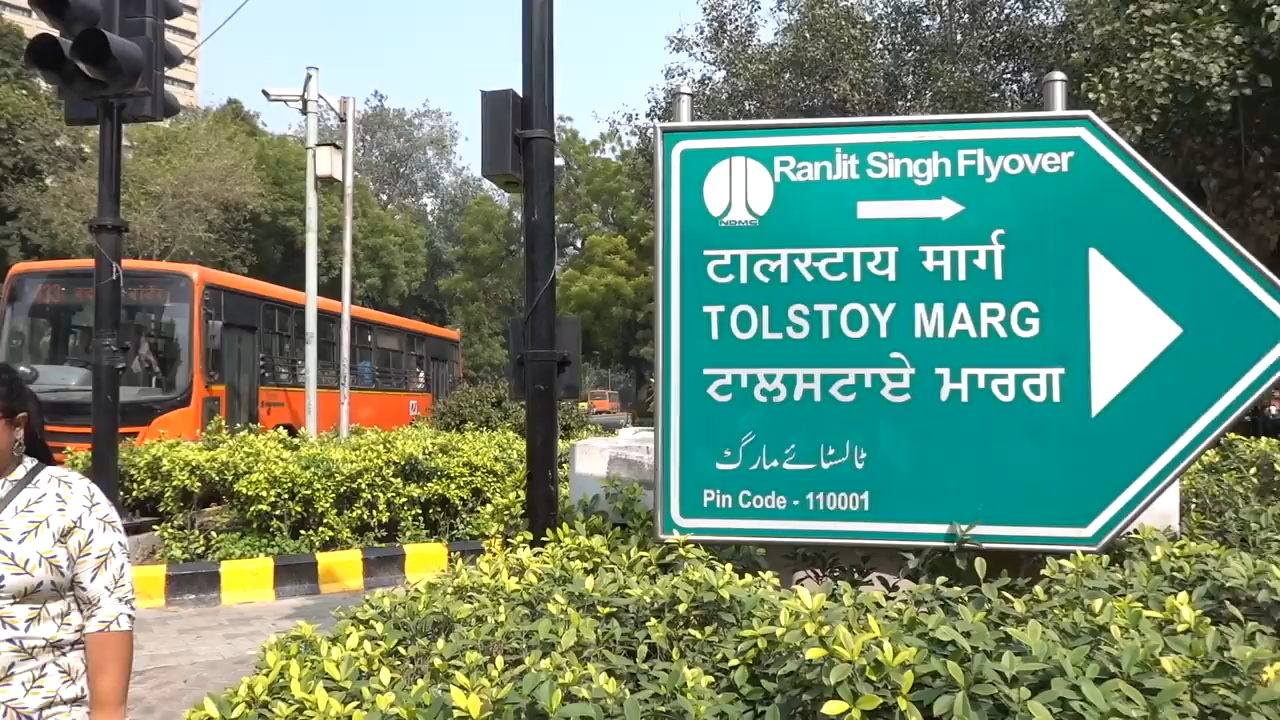 RanJit Singh Flyover
NDMC
टालस्टाय मार्ग
TOLSTOY MARG
ਟਾਲਸਟਾਏ ਮਾਰਗ
ٹالسٹائے مارگ
Pin Code - 110001